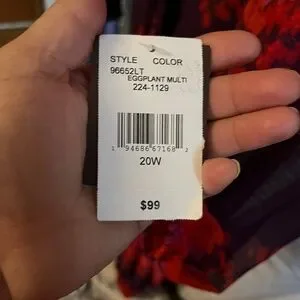 STYLE COLOR
96652LT
EGGPLANT MULTI
224-1129
1 94686 67168 2
20W
$99